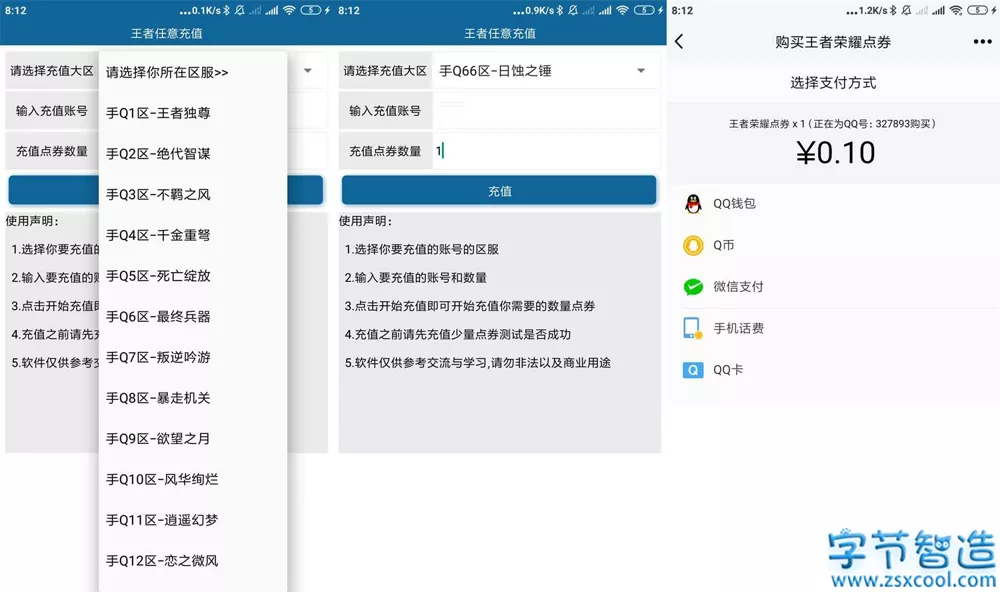 8:12
...0.1K/s
王者任意充值
请选择充值大区
请选择你所在区服>>
输入充值账号
手Q1区-王者独尊
充值点券数量
手Q2区-绝代智谋
手Q3区-不羁之风
使用声明:
手Q4区-千金重弩
1.选择你要充值的
手Q5区-死亡绽放
2.输入要充值的账
3.点击开始充值即
手Q6区-最终兵器
4.充值之前请先充
手Q7区-叛逆吟游
5.软件仅供参考交
手Q8区-暴走机关
手Q9区-欲望之月
手Q10区-风华绚烂
手Q11区-逍遥幻梦
手Q12区-恋之微风
8:12
...0.9K/s
王者任意充值
请选择充值大区
手Q66区-日蚀之锤
输入充值账号
充值点券数量
1
充值
使用声明:
1.选择你要充值的账号的区服
2.输入要充值的账号和数量
3.点击开始充值即可开始充值你需要的数量点券
4.充值之前请先充值少量点券测试是否成功
5.软件仅供参考交流与学习,请勿非法以及商业用途
8:12
...1.2K/s
购买王者荣耀点券
选择支付方式
王者荣耀点券 x 1 ( 正在为QQ号: 327893购买 )
¥0.10
QQ钱包
Q币
微信支付
手机话费
QQ卡
字节智造
www.zsxcool.com